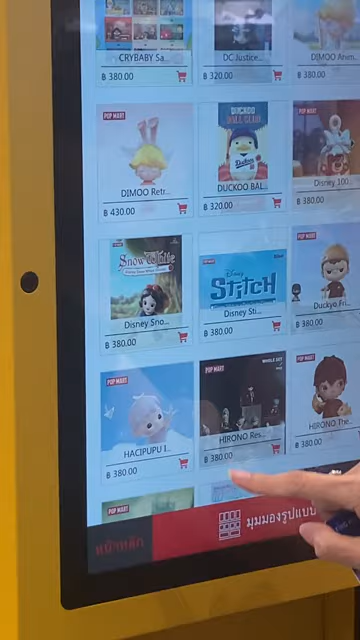 CRYBABY Sa...
DC Justice...
DIMOO Anim...
฿ 380.00
฿ 320.00
฿ 380.00
POP MART
DUCKOO
BALL CLUB
Duckoo
POP MART
DIMOO Retr...
DUCKOO BAL...
Disney 100...
฿ 430.00
฿ 320.00
฿ 380.00
Snow White
Disney
STITCH
POP MART
Disney Sno...
Disney Sti...
Duckyo Fri...
฿ 380.00
฿ 380.00
฿ 380.00
POP MART
WHOLE SET
POP MART
HACIPUPU I...
HIRONO Res...
HIRONO The...
฿ 380.00
฿ 380.00
฿ 380.00
POP MART
หน้าหลัก
มุมมองรูปแบบ